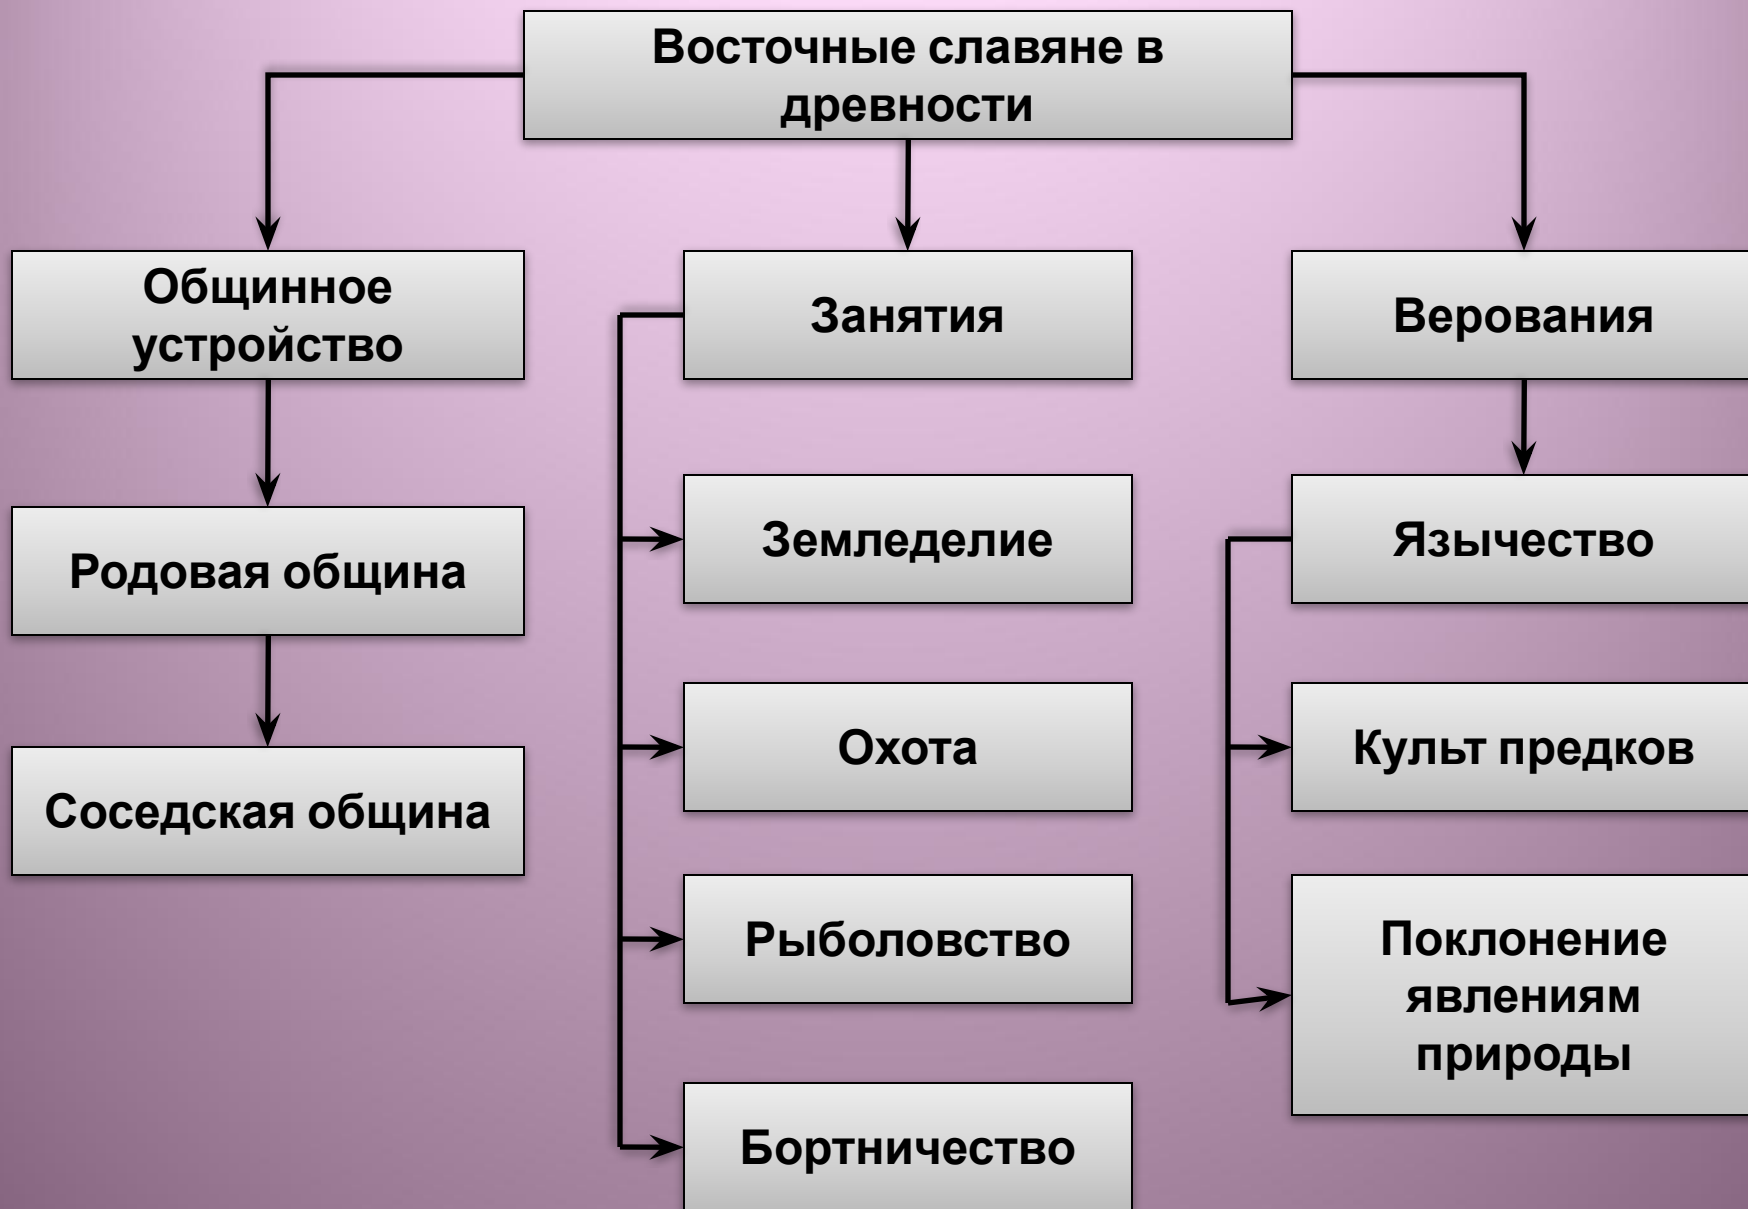 Восточные славяне в
древности
Общинное
устройство
Родовая община
Соседская община
Занятия
Земледелие
Охота
Рыболовство
Бортничество
Верования
Язычество
Культ предков
Поклонение
явлениям
природы